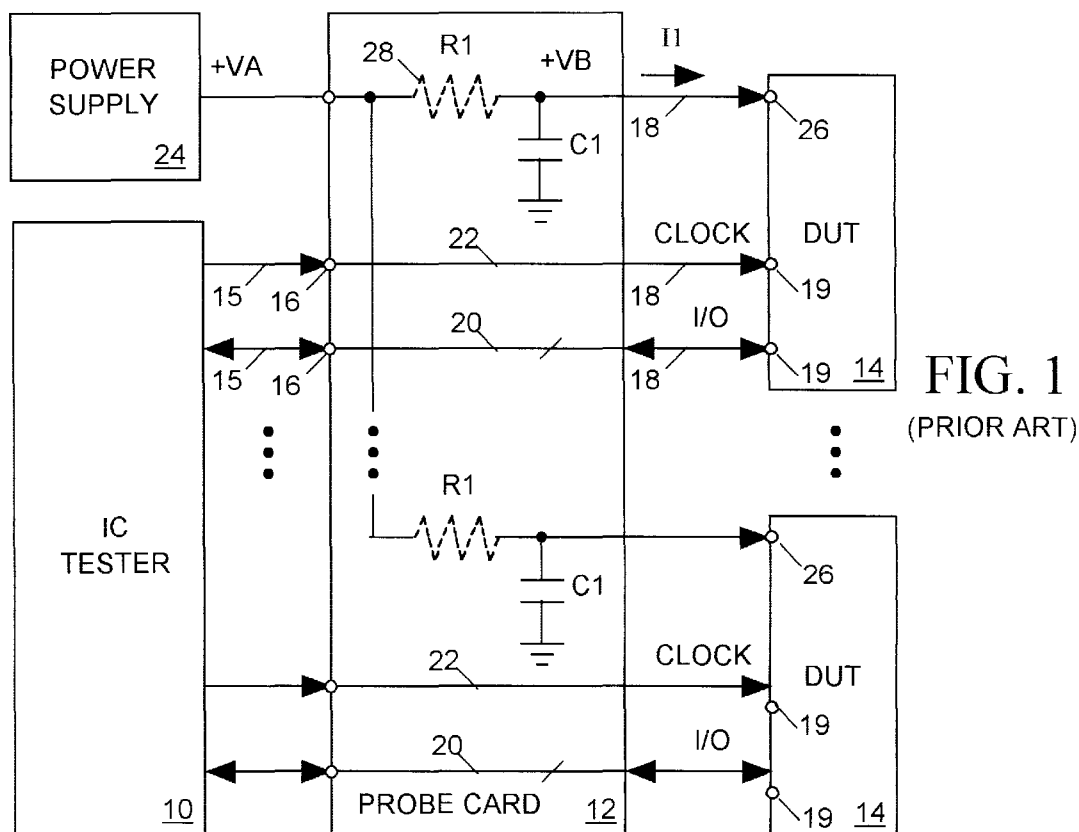 POWER
SUPPLY
24
+VA
28
R1
+VB
C1
I1
18
26
15
16
22
CLOCK
18
19
DUT
15
16
20
I/O
18
19
14
FIG. 1
(PRIOR ART)
IC
TESTER
10
R1
C1
26
22
CLOCK
DUT
19
20
I/O
19
PROBE CARD
12
14